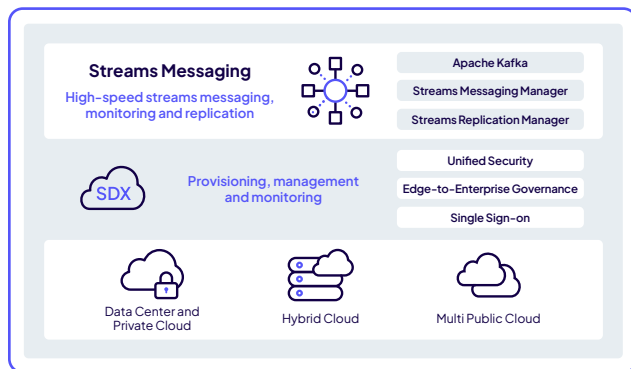 Streams Messaging
High-speed streams messaging,
monitoring and replication
Apache Kafka
Streams Messaging Manager
Streams Replication Manager
SDX
Provisioning, management
and monitoring
Unified Security
Edge-to-Enterprise Governance
Single Sign-on
Data Center and
Private Cloud
Hybrid Cloud
Multi Public Cloud